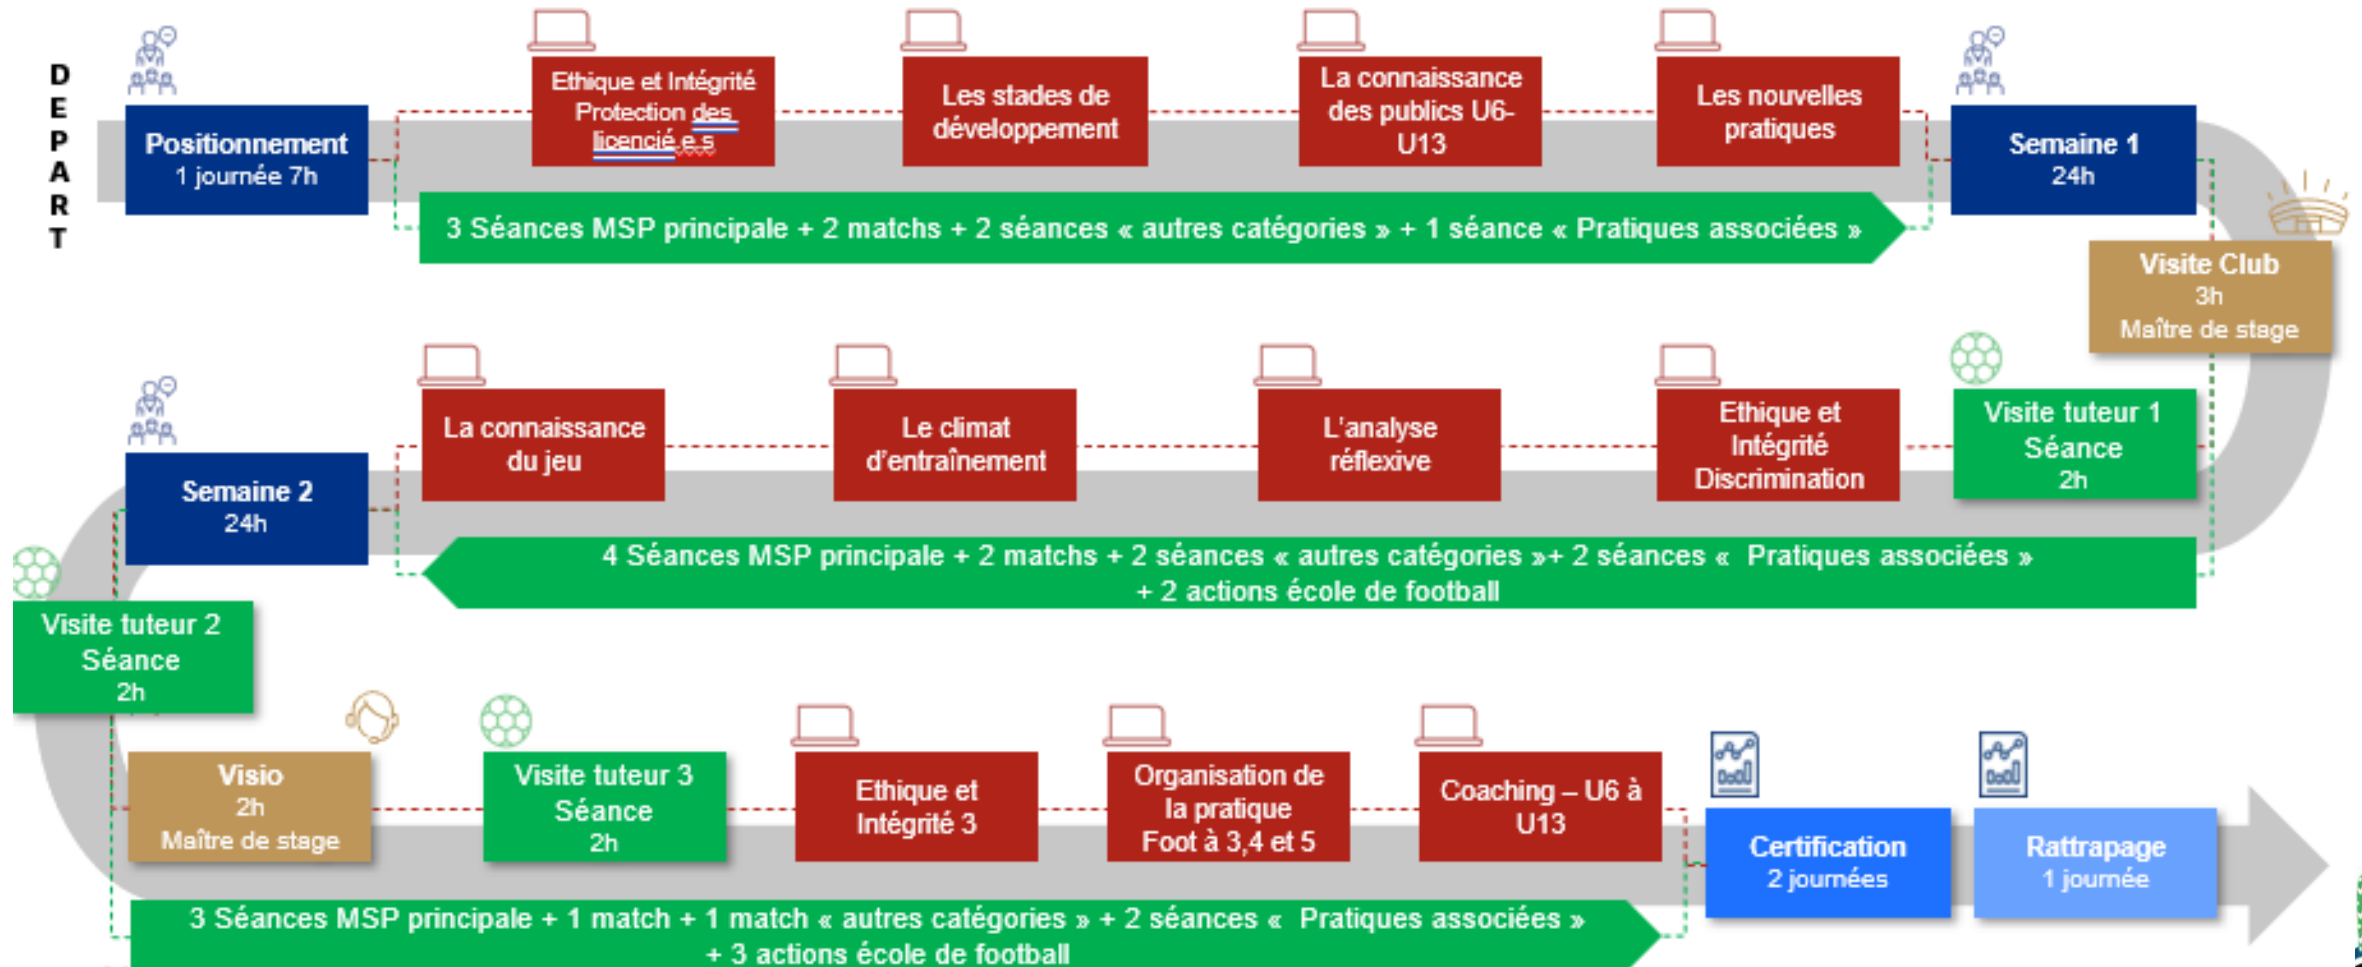 DEPART
Positionnement
1 journée 7h
Ethique et Intégrité
Protection des
licencié.e.s
Les stades de
développement
La connaissance
des publics U6-
U13
Les nouvelles
pratiques
Semaine 1
24h
3 Séances MSP principale + 2 matchs + 2 séances « autres catégories » + 1 séance « Pratiques associées »
Visite Club
3h
Maître de stage
Visite tuteur 1
Séance
2h
Ethique et
Intégrité
Discrimination
L'analyse
réflexive
Le climat
d'entraînement
La connaissance
du jeu
Semaine 2
24h
4 Séances MSP principale + 2 matchs + 2 séances « autres catégories »+ 2 séances « Pratiques associées »
+ 2 actions école de football
Visite tuteur 2
Séance
2h
Visio
2h
Maître de stage
Visite tuteur 3
Séance
2h
Ethique et
Intégrité 3
Organisation de
la pratique
Foot à 3,4 et 5
Coaching – U6 à
U13
Certification
2 journées
Rattrapage
1 journée
3 Séances MSP principale + 1 match + 1 match « autres catégories » + 2 séances « Pratiques associées »
+ 3 actions école de football